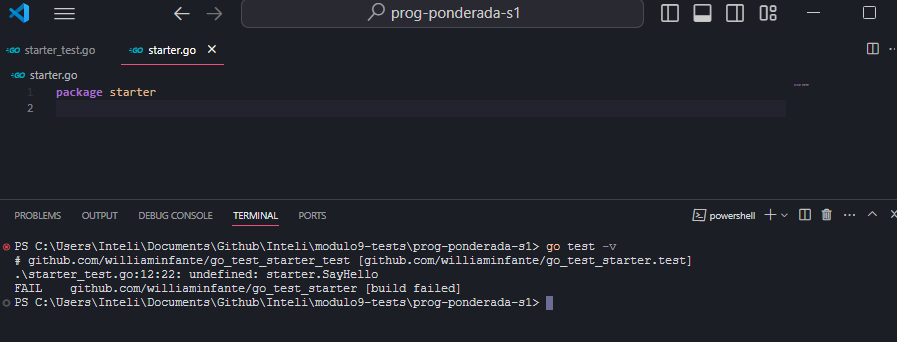 prog-ponderada-s1
GO starter_test.go GO starter.go
GO starter.go
1 package starter
2
PROBLEMS OUTPUT DEBUG CONSOLE TERMINAL PORTS powershell
PS C:\Users\Inteli\Documents\Github\Inteli\modulo9-tests\prog-ponderada-s1> go test -v
# github.com/williaminfante/go_test_starter_test [github.com/williaminfante/go_test_starter.test]
.\starter_test.go:12:22: undefined: starter.SayHello
FAIL github.com/williaminfante/go_test_starter [build failed]
PS C:\Users\Inteli\Documents\Github\Inteli\modulo9-tests\prog-ponderada-s1>